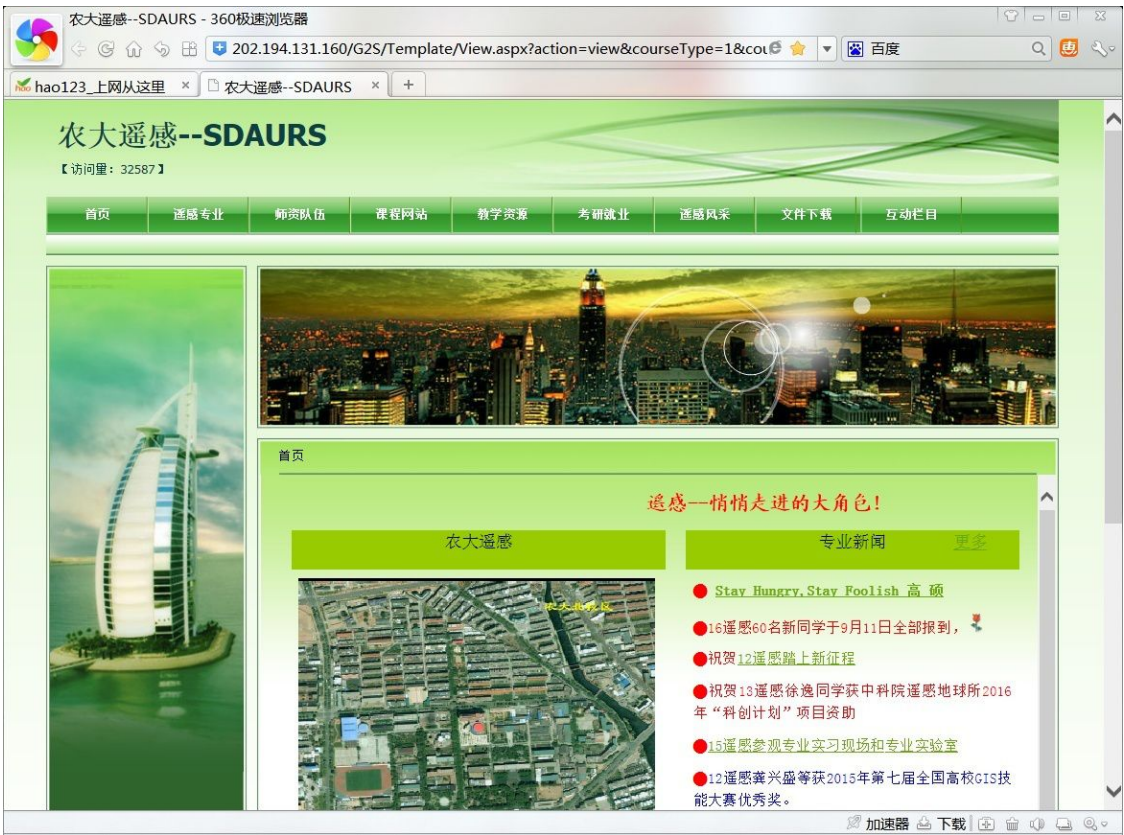 农大遥感--SDAURS - 360极速浏览器
202.194.131.160/G2S/Template/View.aspx?action=view&courseType=1&cou
百度
hao123_上网从这里 ×
农大遥感--SDAURS × +
农大遥感--SDAURS
【访问量：32587】
首页 遥感专业 师资队伍 课程网站 教学资源 考研就业 遥感风采 文件下载 互动栏目
首页
遥感--悄悄走进的大角色!
农大遥感
专业新闻 更多
农大北校区
Stay Hungry,Stay Foolish 高 硕
16遥感60名新同学于9月11日全部报到，
祝贺12遥感踏上新征程
祝贺13遥感徐逸同学获中科院遥感地球所2016
年“科创计划”项目资助
15遥感参观专业实习现场和专业实验室
12遥感龚兴盛等获2015年第七届全国高校GIS技
能大赛优秀奖。
加速器 下载